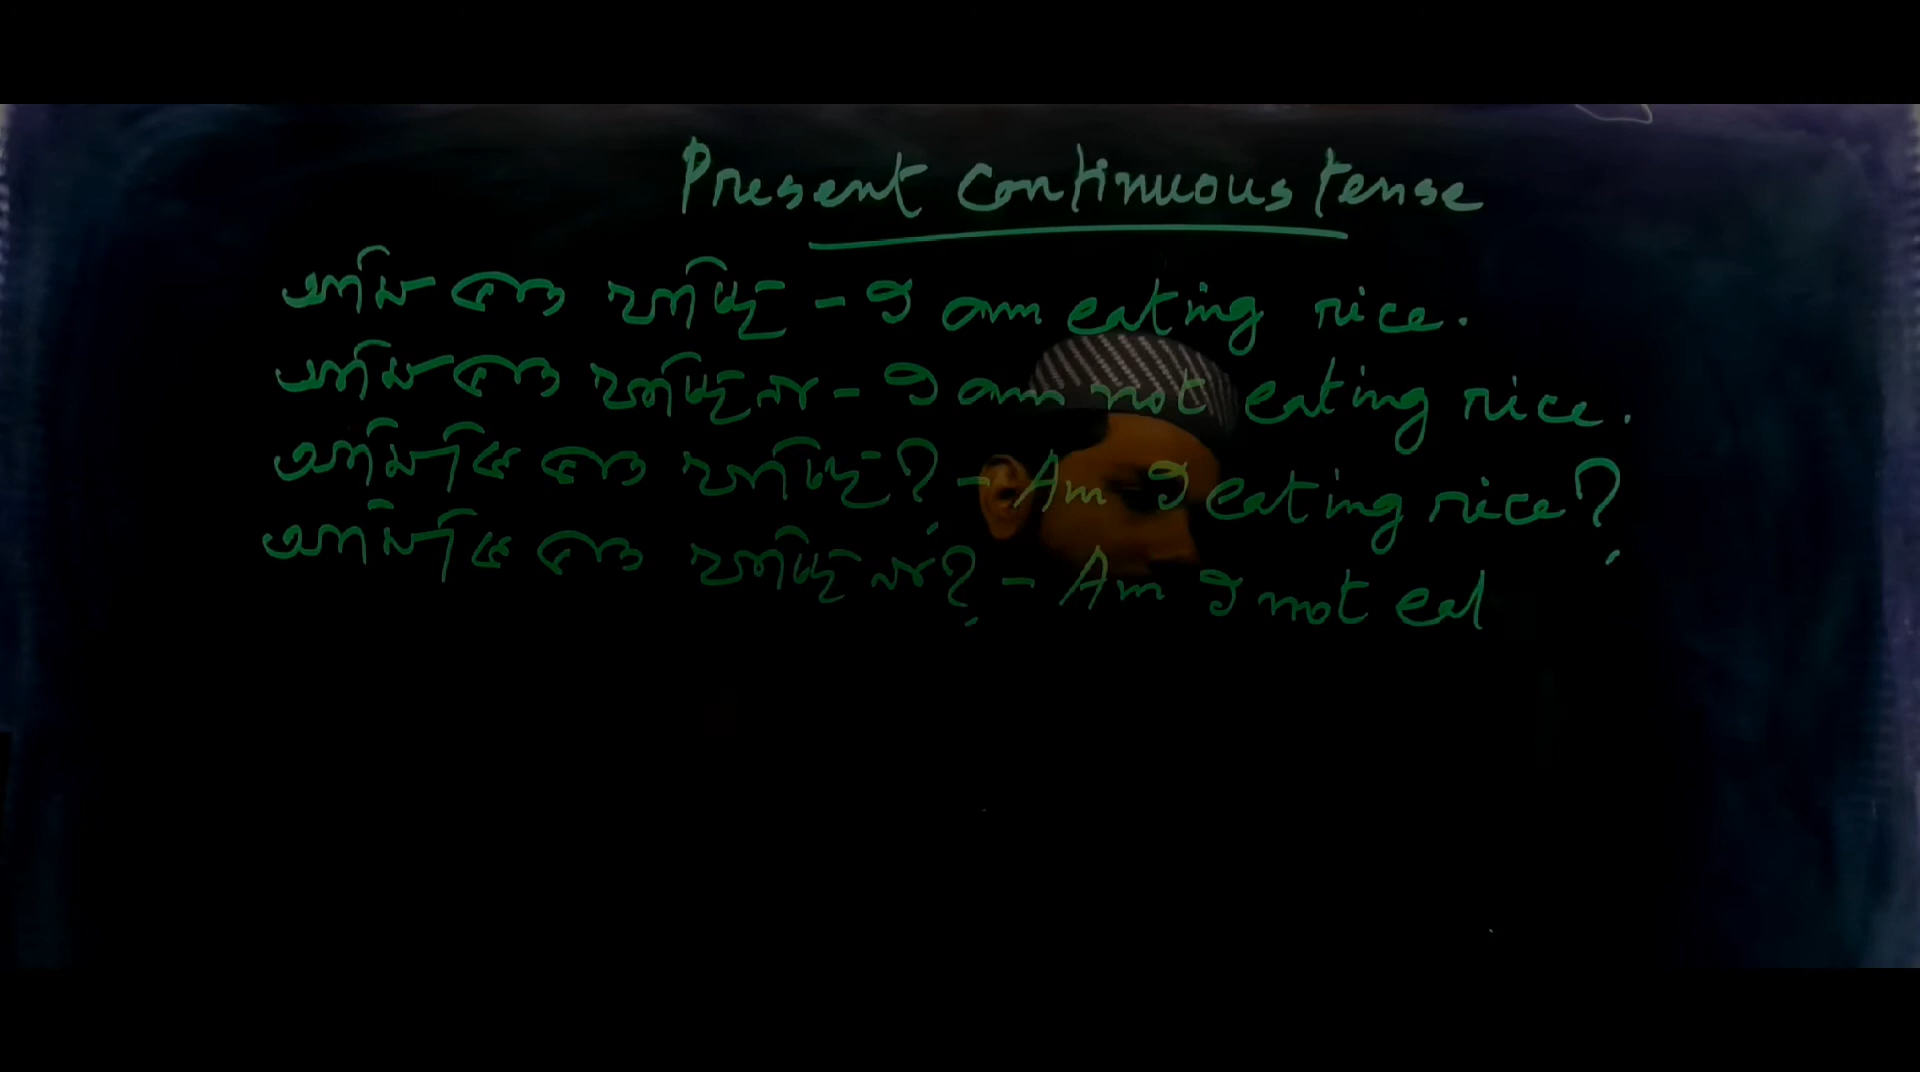 Present continuous tense
আমি ভাত খাচ্ছি - I am eating rice.
আমি ভাত খাচ্ছি না - I am not eating rice.
আমি কি ভাত খাচ্ছি? - Am I eating rice?
আমি কি ভাত খাচ্ছি না? - Am I not eat